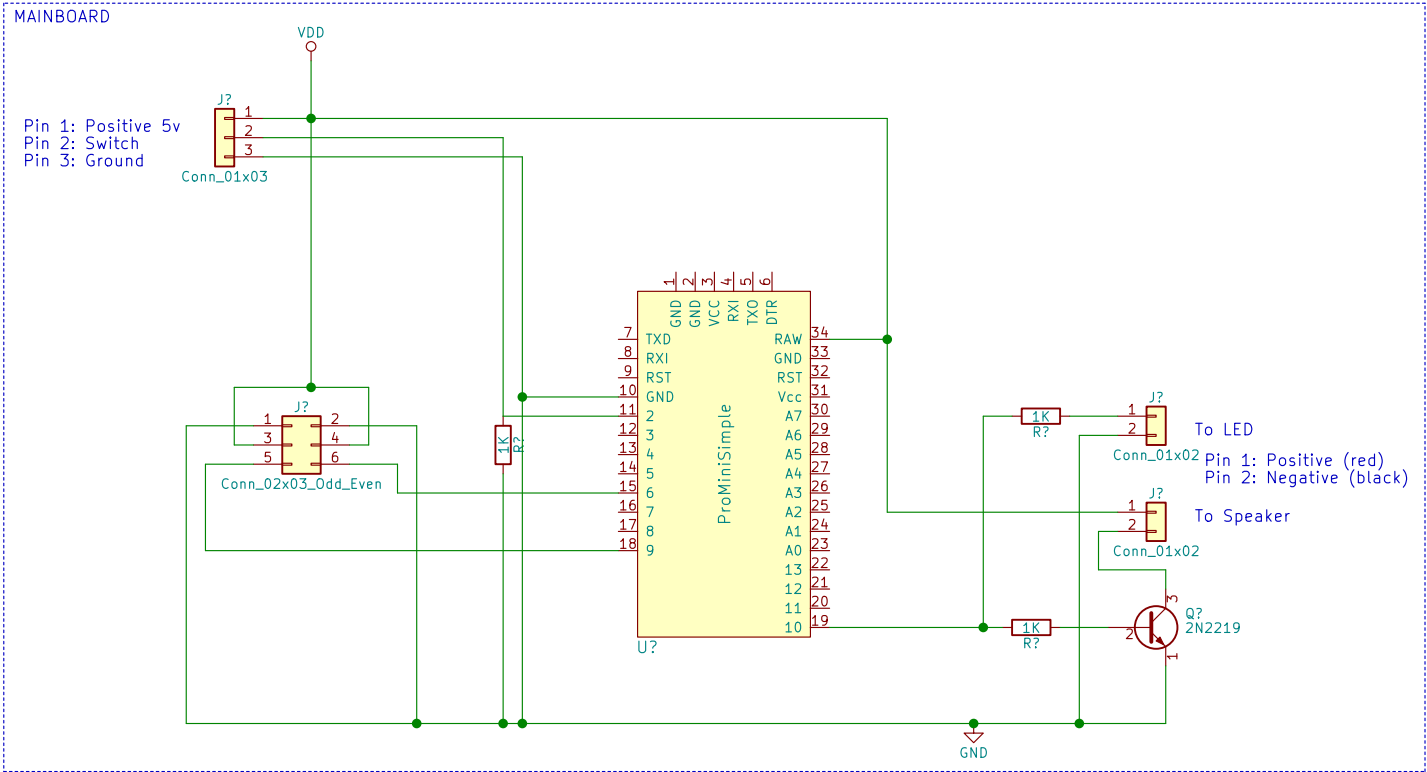 MAINBOARD
VDD
J?
Pin 1: Positive 5v
Pin 2: Switch
Pin 3: Ground
1
2
3
Conn_01x03
J?
1 2
3 4
5 6
Conn_02x03_Odd_Even
1K
R?
1 2 3 4 5 6
GND GND VCC RXI TXO DTR
7 TXD
8 RXI
9 RST
10 GND
11 2
12 3
13 4
14 5
15 6
16 7
17 8
18 9
ProMiniSimple
RAW 34
GND 33
RST 32
Vcc 31
A7 30
A6 29
A5 28
A4 27
A3 26
A2 25
A1 24
A0 23
13 22
12 21
11 20
10 19
U?
1K
R?
J?
1
2
Conn_01x02
To LED
Pin 1: Positive (red)
Pin 2: Negative (black)
J?
1
2
Conn_01x02
To Speaker
1K
R?
3
2
1
Q?
2N2219
GND